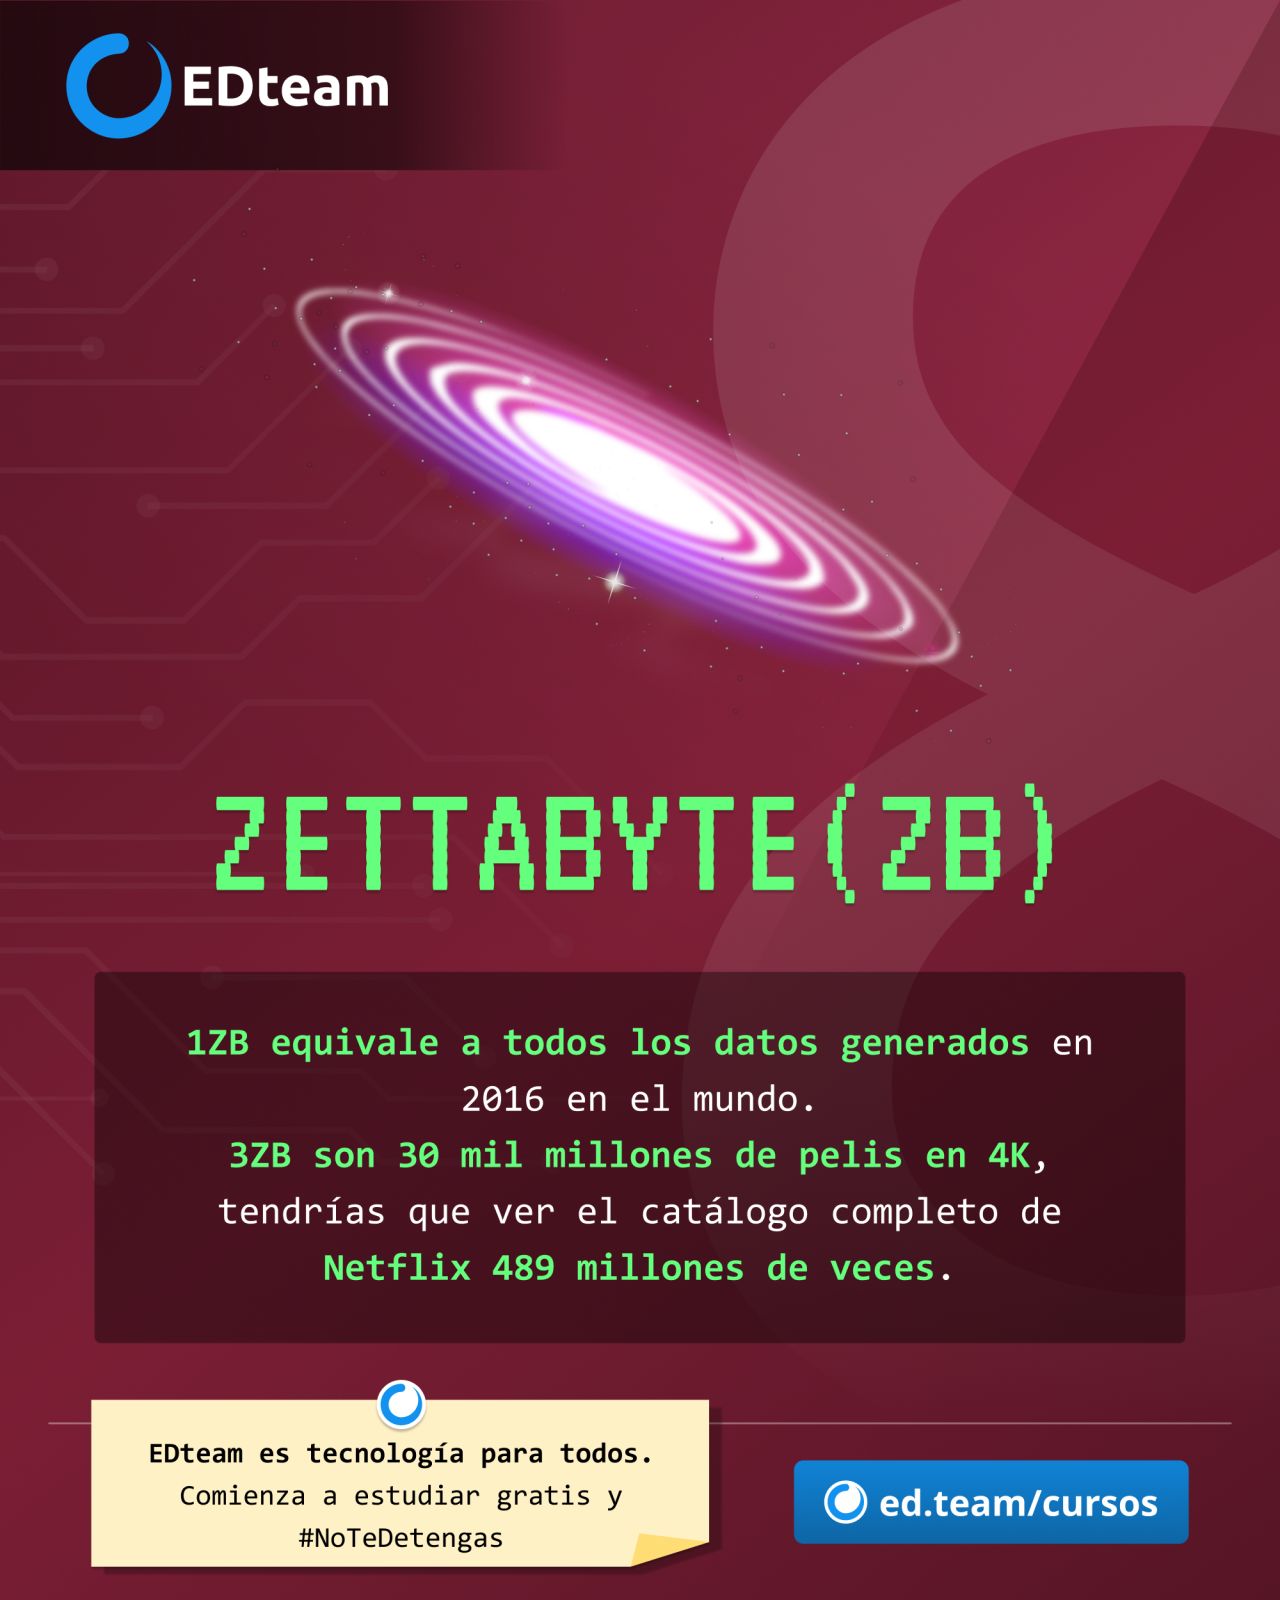 EDteam
ZETTABYTE(ZB)
1ZB equivale a todos los datos generados en
2016 en el mundo.
3ZB son 30 mil millones de pelis en 4K,
tendrías que ver el catálogo completo de
Netflix 489 millones de veces.
EDteam es tecnología para todos.
Comienza a estudiar gratis y
#NoTeDetengas
ed.team/cursos